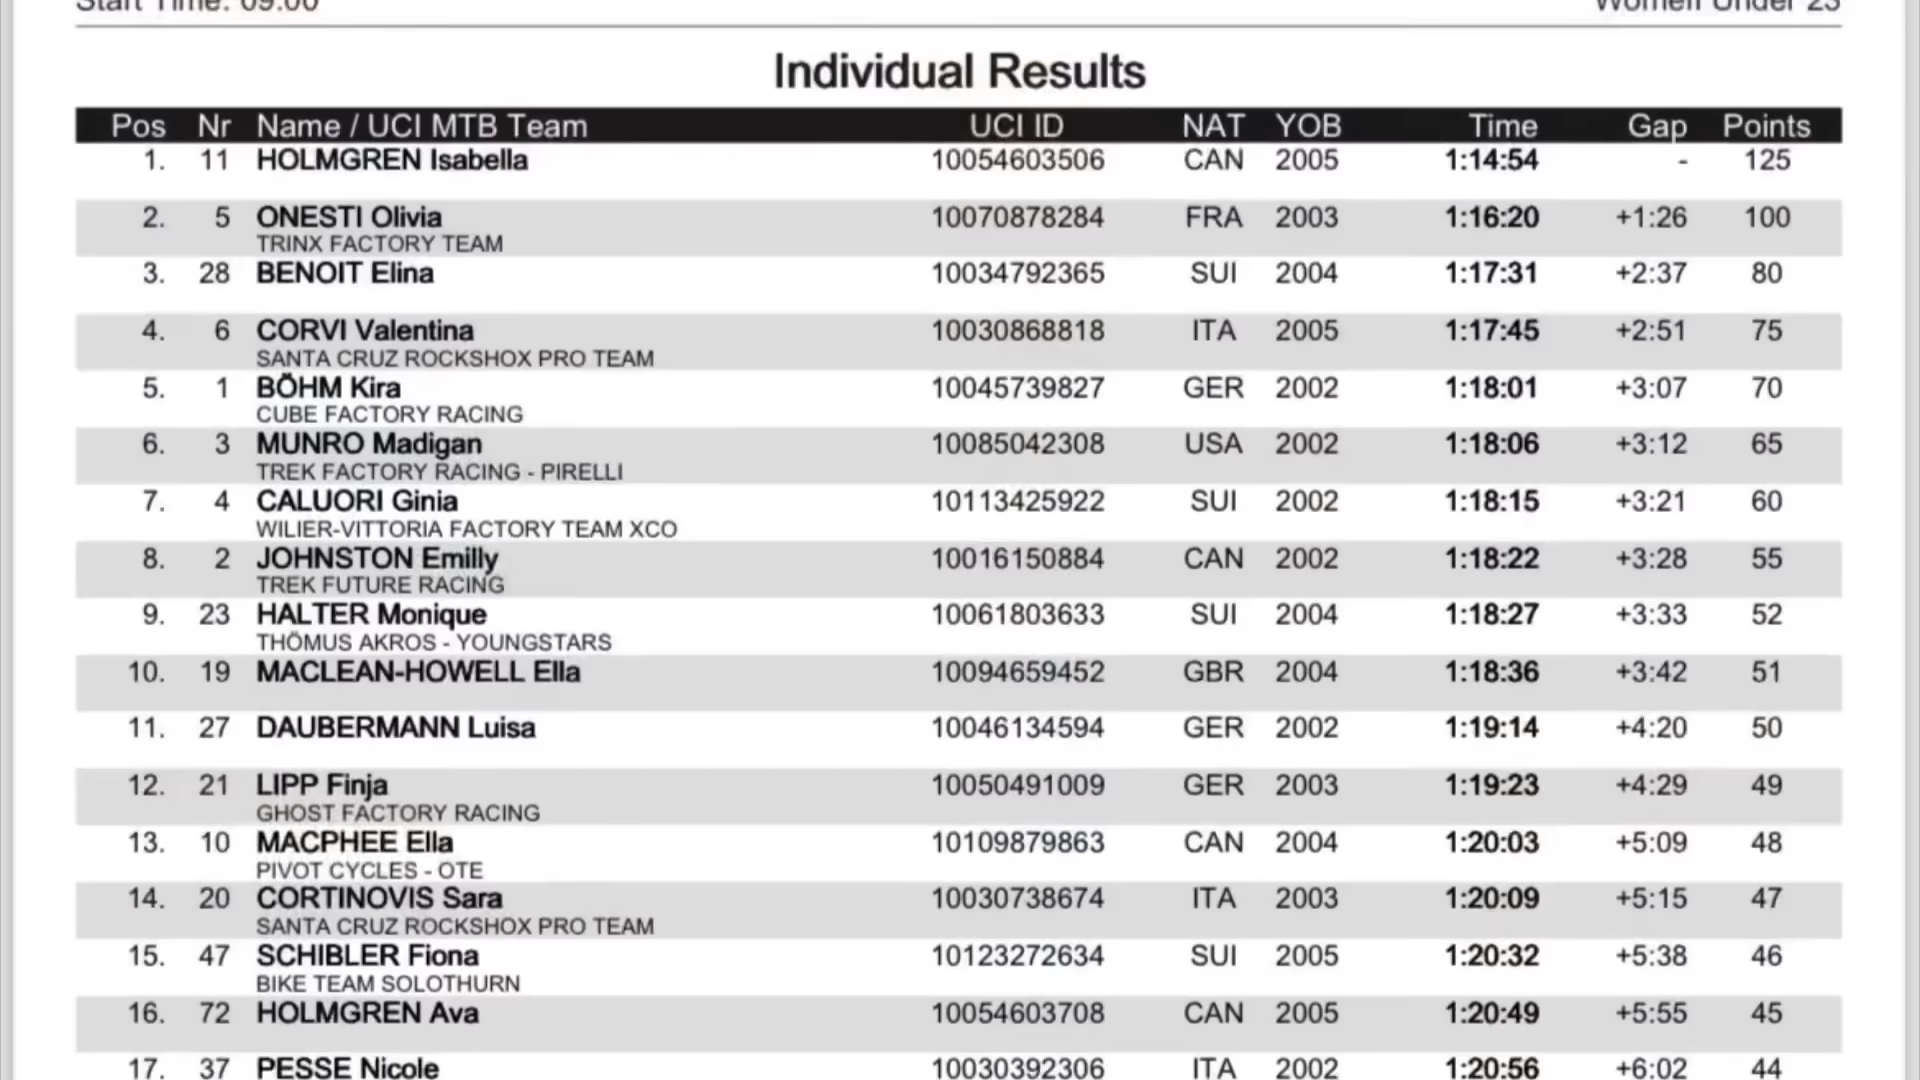 Start Time: 09:00 Women Under 23
Individual Results
Pos Nr Name / UCI MTB Team UCI ID NAT YOB Time Gap Points
1. 11 HOLMGREN Isabella 10054603506 CAN 2005 1:14:54 - 125
2. 5 ONESTI Olivia 10070878284 FRA 2003 1:16:20 +1:26 100
TRINX FACTORY TEAM
3. 28 BENOIT Elina 10034792365 SUI 2004 1:17:31 +2:37 80
4. 6 CORVI Valentina 10030868818 ITA 2005 1:17:45 +2:51 75
SANTA CRUZ ROCKSHOX PRO TEAM
5. 1 BÖHM Kira 10045739827 GER 2002 1:18:01 +3:07 70
CUBE FACTORY RACING
6. 3 MUNRO Madigan 10085042308 USA 2002 1:18:06 +3:12 65
TREK FACTORY RACING - PIRELLI
7. 4 CALUORI Ginia 10113425922 SUI 2002 1:18:15 +3:21 60
WILIER-VITTORIA FACTORY TEAM XCO
8. 2 JOHNSTON Emilly 10016150884 CAN 2002 1:18:22 +3:28 55
TREK FUTURE RACING
9. 23 HALTER Monique 10061803633 SUI 2004 1:18:27 +3:33 52
THÖMUS AKROS - YOUNGSTARS
10. 19 MACLEAN-HOWELL Ella 10094659452 GBR 2004 1:18:36 +3:42 51
11. 27 DAUBERMANN Luisa 10046134594 GER 2002 1:19:14 +4:20 50
12. 21 LIPP Finja 10050491009 GER 2003 1:19:23 +4:29 49
GHOST FACTORY RACING
13. 10 MACPHEE Ella 10109879863 CAN 2004 1:20:03 +5:09 48
PIVOT CYCLES - OTE
14. 20 CORTINOVIS Sara 10030738674 ITA 2003 1:20:09 +5:15 47
SANTA CRUZ ROCKSHOX PRO TEAM
15. 47 SCHIBLER Fiona 10123272634 SUI 2005 1:20:32 +5:38 46
BIKE TEAM SOLOTHURN
16. 72 HOLMGREN Ava 10054603708 CAN 2005 1:20:49 +5:55 45
17. 37 PESSE Nicole 10030392306 ITA 2002 1:20:56 +6:02 44